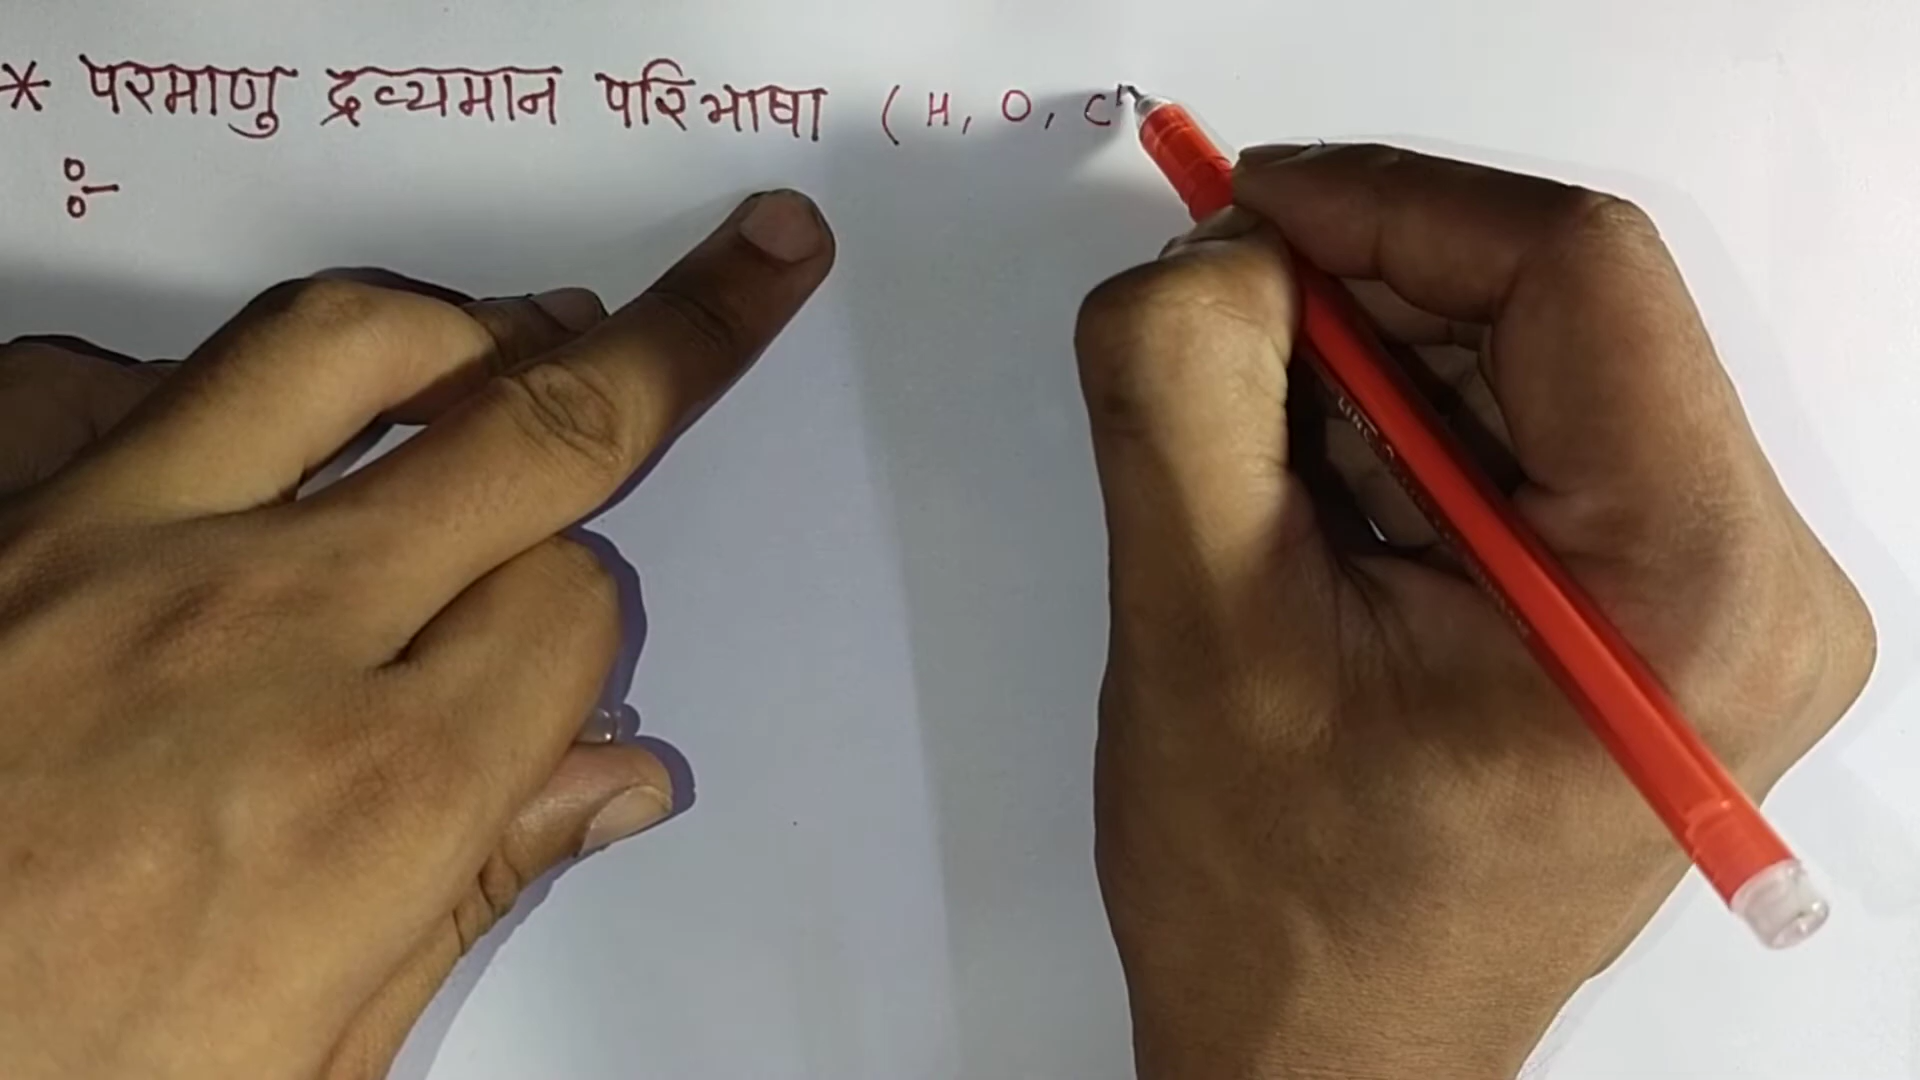 * परमाणु द्रव्यमान परिभाषा ( H, O, C'
:-